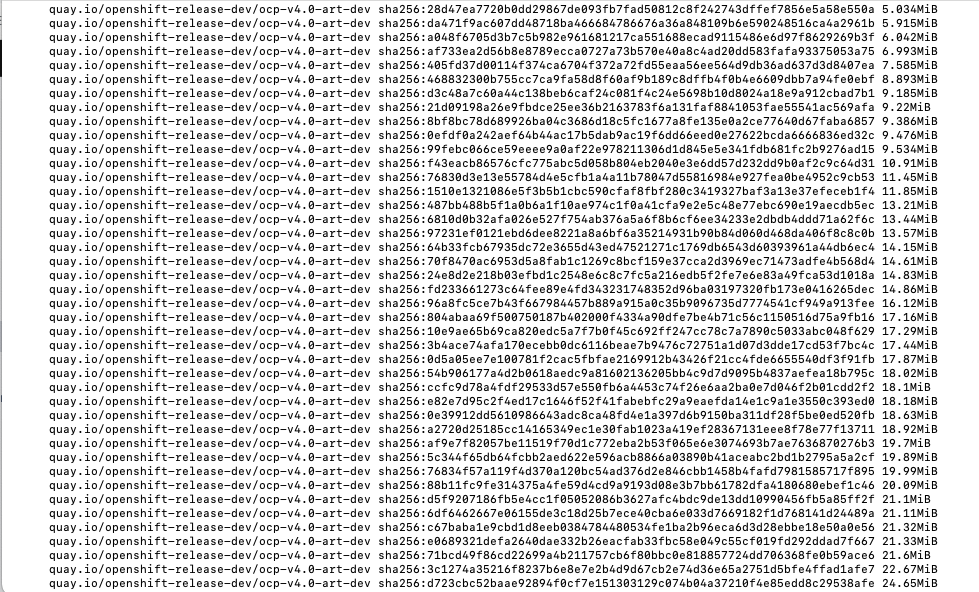 quay.io/openshift-release-dev/ocp-v4.0-art-dev sha256:28d47ea7720b0dd29867de093fb7fad50812c8f242743dffef7856e5a58e550a 5.034MiB
quay.io/openshift-release-dev/ocp-v4.0-art-dev sha256:da471f9ac607dd48718ba466684786676a36a848109b6e590248516ca4a2961b 5.915MiB
quay.io/openshift-release-dev/ocp-v4.0-art-dev sha256:a048f6705d3b7c5b982e961681217ca551688ecad9115486e6d97f8629269b3f 6.042MiB
quay.io/openshift-release-dev/ocp-v4.0-art-dev sha256:af733ea2d56b8e8789ecca0727a73b570e40a8c4ad20dd583fafa93375053a75 6.993MiB
quay.io/openshift-release-dev/ocp-v4.0-art-dev sha256:405fd37d00114f374ca6704f372a72fd55eaa56ee564d9db36ad637d3d8407ea 7.585MiB
quay.io/openshift-release-dev/ocp-v4.0-art-dev sha256:468832300b755cc7ca9fa58d8f60af9b189c8dffb4f0b4e6609dbb7a94fe0ebf 8.893MiB
quay.io/openshift-release-dev/ocp-v4.0-art-dev sha256:d3c48a7c60a44c138beb6caf24c081f4c24e5698b10d8024a18e9a912cbad7b1 9.185MiB
quay.io/openshift-release-dev/ocp-v4.0-art-dev sha256:21d09198a26e9fbdce25ee36b2163783f6a131faf8841053fae55541ac569afa 9.22MiB
quay.io/openshift-release-dev/ocp-v4.0-art-dev sha256:8bf8bc78d689926ba04c3686d18c5fc1677a8fe135e0a2ce77640d67faba6857 9.386MiB
quay.io/openshift-release-dev/ocp-v4.0-art-dev sha256:0efdf0a242aef64b44ac17b5dab9ac19f6dd66eed0e27622bcda6666836ed32c 9.476MiB
quay.io/openshift-release-dev/ocp-v4.0-art-dev sha256:99febc066ce59eeee9a0af22e978211306d1d845e5e341fdb681fc2b9276ad15 9.534MiB
quay.io/openshift-release-dev/ocp-v4.0-art-dev sha256:f43eacb86576cfc775abc5d058b804eb2040e3e6dd57d232dd9b0af2c9c64d31 10.91MiB
quay.io/openshift-release-dev/ocp-v4.0-art-dev sha256:76830d3e13e55784d4e5cfb1a4a11b78047d55816984e927fea0be4952c9cb53 11.45MiB
quay.io/openshift-release-dev/ocp-v4.0-art-dev sha256:1510e1321086e5f3b5b1cbc590cfaf8fbf280c3419327baf3a13e37efeceb1f4 11.85MiB
quay.io/openshift-release-dev/ocp-v4.0-art-dev sha256:487bb488b5f1a0b6a1f10ae974c1f0a41cfa9e2e5c48e77ebc690e19aecdb5ec 13.21MiB
quay.io/openshift-release-dev/ocp-v4.0-art-dev sha256:6810d0b32afa026e527f754ab376a5a6f8b6cf6ee34233e2dbdb4ddd71a62f6c 13.44MiB
quay.io/openshift-release-dev/ocp-v4.0-art-dev sha256:97231ef0121ebd6dee8221a8a6bf6a35214931b90b84d060d468da406f8c8c0b 13.57MiB
quay.io/openshift-release-dev/ocp-v4.0-art-dev sha256:64b33fcb67935dc72e3655d43ed47521271c1769db6543d60393961a44db6ec4 14.15MiB
quay.io/openshift-release-dev/ocp-v4.0-art-dev sha256:70f8470ac6953d5a8fab1c1269c8bcf159e37cca2d3969ec71473adfe4b568d4 14.61MiB
quay.io/openshift-release-dev/ocp-v4.0-art-dev sha256:24e8d2e218b03efbd1c2548e6c8c7fc5a216edb5f2fe7e6e83a49fca53d1018a 14.83MiB
quay.io/openshift-release-dev/ocp-v4.0-art-dev sha256:fd233661273c64fee89e4fd343231748352d96ba03197320fb173e0416265dec 14.86MiB
quay.io/openshift-release-dev/ocp-v4.0-art-dev sha256:96a8fc5ce7b43f667984457b889a915a0c35b9096735d7774541cf949a913fee 16.12MiB
quay.io/openshift-release-dev/ocp-v4.0-art-dev sha256:804abaa69f500750187b402000f4334a90dfe7be4b71c56c1150516d75a9fb16 17.16MiB
quay.io/openshift-release-dev/ocp-v4.0-art-dev sha256:10e9ae65b69ca820edc5a7f7b0f45c692ff247cc78c7a7890c5033abc048f629 17.29MiB
quay.io/openshift-release-dev/ocp-v4.0-art-dev sha256:3b4ace74afa170ecebb0dc6116beae7b9476c72751a1d07d3dde17cd53f7bc4c 17.44MiB
quay.io/openshift-release-dev/ocp-v4.0-art-dev sha256:0d5a05ee7e100781f2cac5fbfae2169912b43426f21cc4fde6655540df3f91fb 17.87MiB
quay.io/openshift-release-dev/ocp-v4.0-art-dev sha256:54b906177a4d2b0618aedc9a81602136205bb4c9d7d9095b4837aefea18b795c 18.02MiB
quay.io/openshift-release-dev/ocp-v4.0-art-dev sha256:ccfc9d78a4fdf29533d57e550fb6a4453c74f26e6aa2ba0e7d046f2b01cdd2f2 18.1MiB
quay.io/openshift-release-dev/ocp-v4.0-art-dev sha256:e82e7d95c2f4ed17c1646f52f41fabebfc29a9eaefda14e1c9a1e3550c393ed0 18.18MiB
quay.io/openshift-release-dev/ocp-v4.0-art-dev sha256:0e39912dd5610986643adc8ca48fd4e1a397d6b9150ba311df28f5be0ed520fb 18.63MiB
quay.io/openshift-release-dev/ocp-v4.0-art-dev sha256:a2720d25185cc14165349ec1e30fab1023a419ef28367131eee8f78e77f13711 18.92MiB
quay.io/openshift-release-dev/ocp-v4.0-art-dev sha256:af9e7f82057be11519f70d1c772eba2b53f065e6e3074693b7ae7636870276b3 19.7MiB
quay.io/openshift-release-dev/ocp-v4.0-art-dev sha256:5c344f65db64fcbb2aed622e596acb8866a03890b41aceabc2bd1b2795a5a2cf 19.89MiB
quay.io/openshift-release-dev/ocp-v4.0-art-dev sha256:76834f57a119f4d370a120bc54ad376d2e846cbb1458b4fafd7981585717f895 19.99MiB
quay.io/openshift-release-dev/ocp-v4.0-art-dev sha256:88b11fc9fe314375a4fe59d4cd9a9193d08e3b7bb61782dfa4180680ebef1c46 20.09MiB
quay.io/openshift-release-dev/ocp-v4.0-art-dev sha256:d5f9207186fb5e4cc1f05052086b3627afc4bdc9de13dd10990456fb5a85ff2f 21.1MiB
quay.io/openshift-release-dev/ocp-v4.0-art-dev sha256:6df6462667e06155de3c18d25b7ece40cba6e033d7669182f1d768141d24489a 21.11MiB
quay.io/openshift-release-dev/ocp-v4.0-art-dev sha256:c67baba1e9cbd1d8eeb0384784480534fe1ba2b96eca6d3d28ebbe18e50a0e56 21.32MiB
quay.io/openshift-release-dev/ocp-v4.0-art-dev sha256:e0689321defa2640dae332b26eacfab33fbc58e049c55cf019fd292ddad7f667 21.33MiB
quay.io/openshift-release-dev/ocp-v4.0-art-dev sha256:71bcd49f86cd22699a4b211757cb6f80bbc0e818857724dd706368fe0b59ace6 21.6MiB
quay.io/openshift-release-dev/ocp-v4.0-art-dev sha256:3c1274a35216f8237b6e8e7e2b4d9d67cb2e74d36e65a2751d5bfe4ffad1afe7 22.67MiB
quay.io/openshift-release-dev/ocp-v4.0-art-dev sha256:d723cbc52baae92894f0cf7e151303129c074b04a37210f4e85edd8c29538afe 24.65MiB